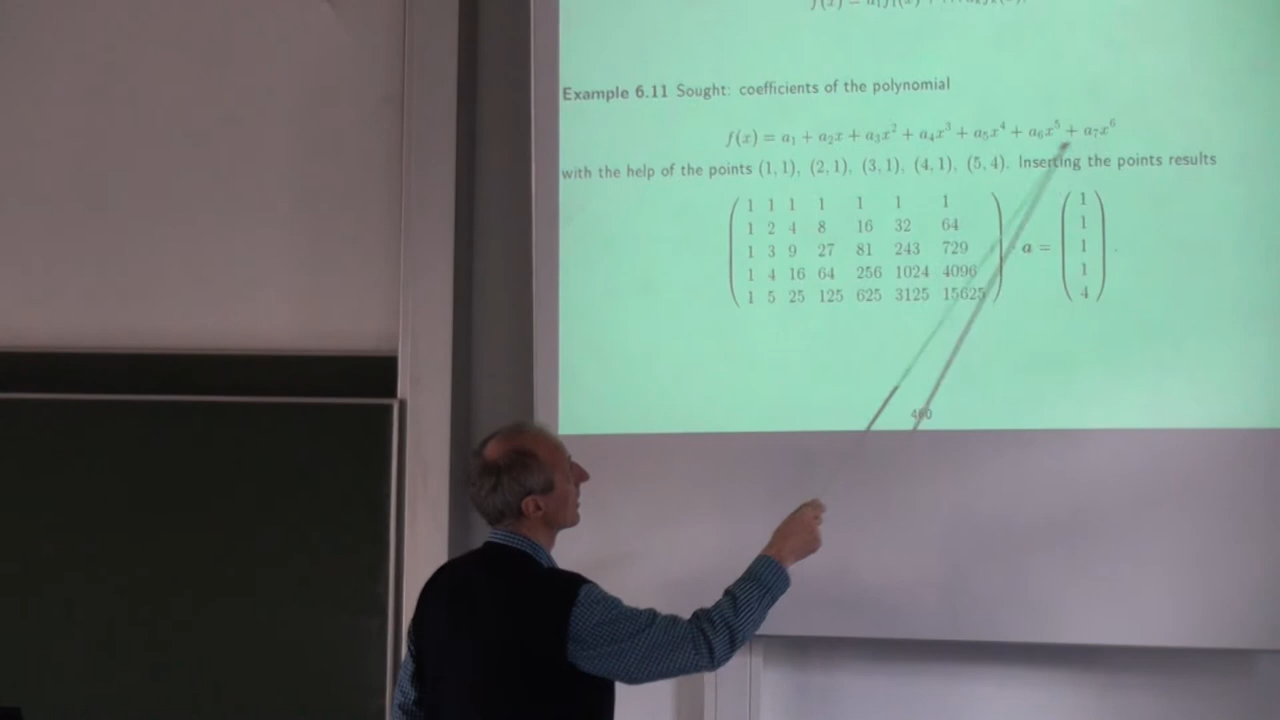 Example 6.11 Sought: coefficients of the polynomial
f(x) = a₁ + a₂x + a₃x² + a₄x³ + a₅x⁴ + a₆x⁵ + a₇x⁶
with the help of the points (1, 1), (2, 1), (3, 1), (4, 1), (5, 4). Inserting the points results
1 1 1 1 1 1 1 1
1 2 4 8 16 32 64 1
1 3 9 27 81 243 729 a = 1 .
1 4 16 64 256 1024 4096 1
1 5 25 125 625 3125 15625 4